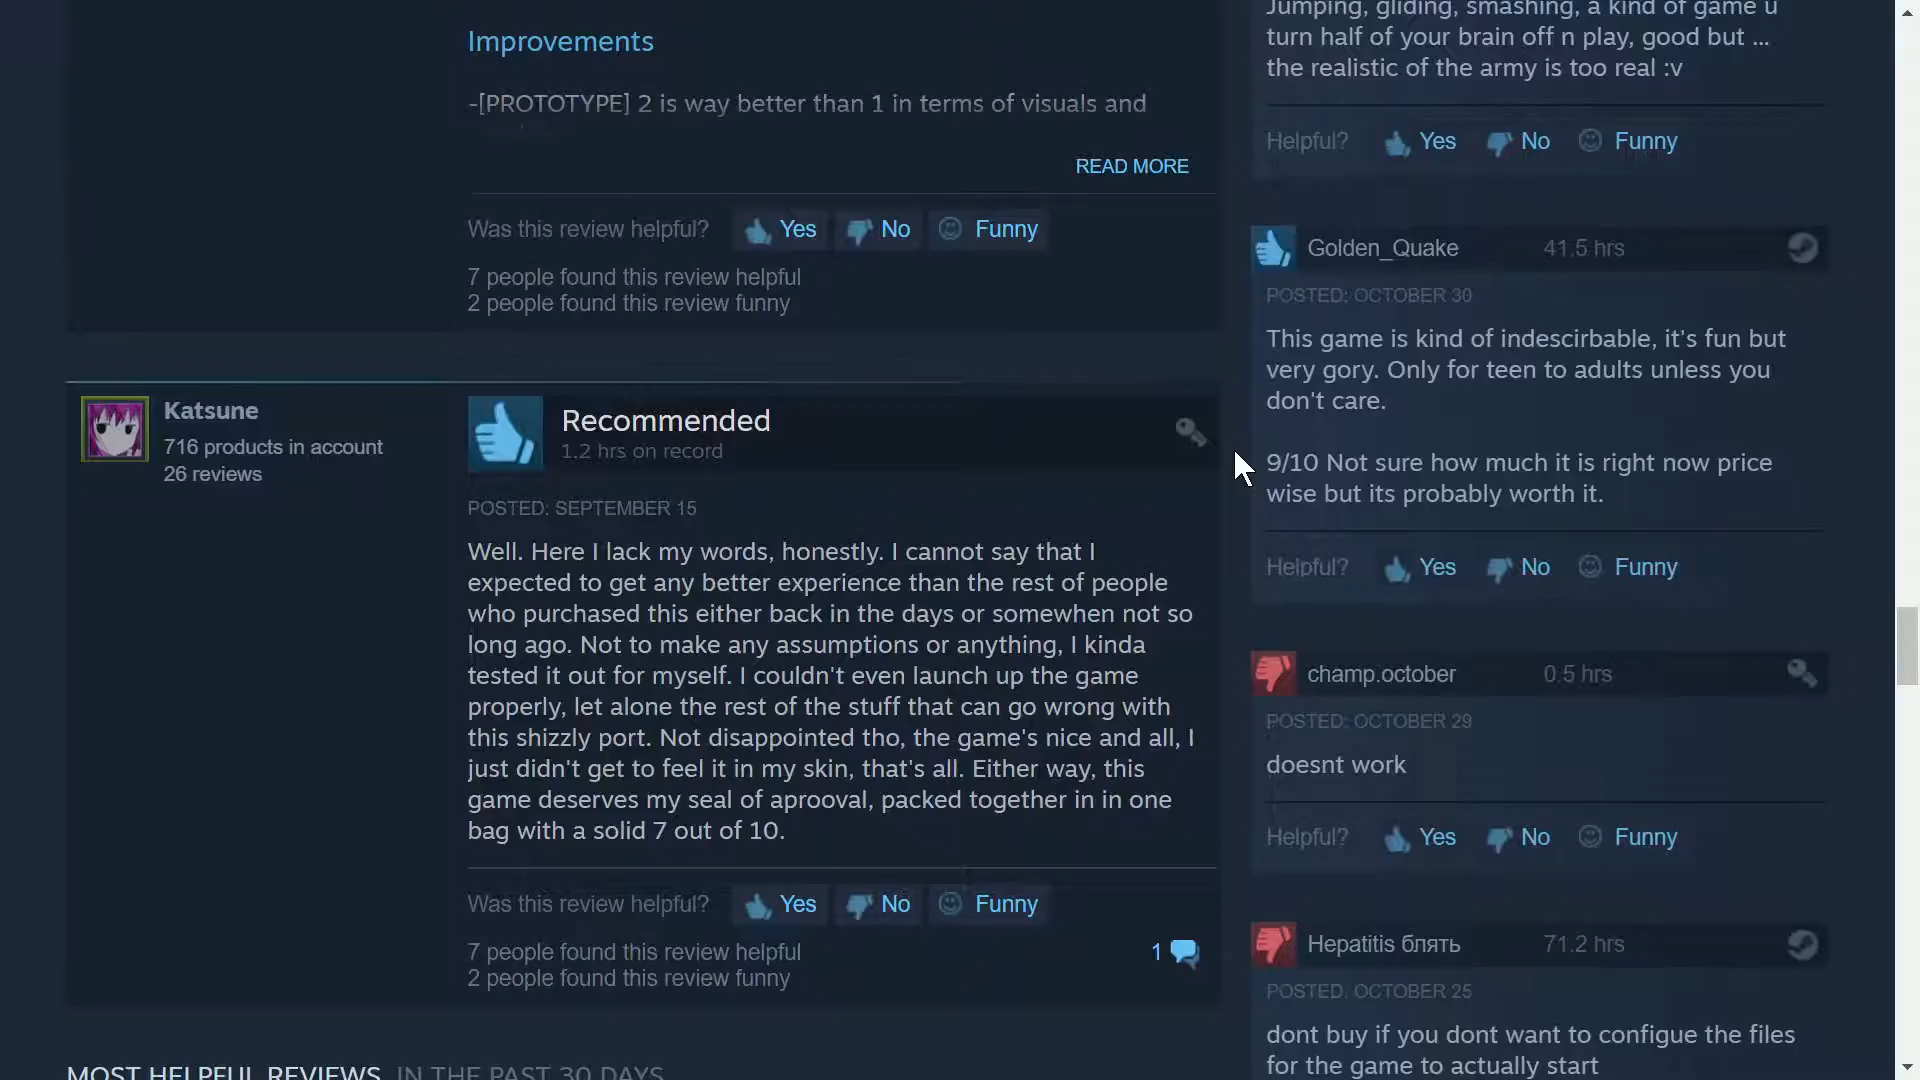 Improvements
-[PROTOTYPE] 2 is way better than 1 in terms of visuals and
READ MORE
Was this review helpful? Yes No Funny
7 people found this review helpful
2 people found this review funny
Katsune
716 products in account
26 reviews
Recommended
1.2 hrs on record
POSTED: SEPTEMBER 15
Well. Here I lack my words, honestly. I cannot say that I
expected to get any better experience than the rest of people
who purchased this either back in the days or somewhen not so
long ago. Not to make any assumptions or anything, I kinda
tested it out for myself. I couldn't even launch up the game
properly, let alone the rest of the stuff that can go wrong with
this shizzly port. Not disappointed tho, the game's nice and all, I
just didn't get to feel it in my skin, that's all. Either way, this
game deserves my seal of aprooval, packed together in in one
bag with a solid 7 out of 10.
Was this review helpful? Yes No Funny
7 people found this review helpful
1
2 people found this review funny
MOST HELPFUL REVIEWS IN THE PAST 30 DAYS
Jumping, gliding, smashing, a kind of game u
turn half of your brain off n play, good but ...
the realistic of the army is too real :v
Helpful? Yes No Funny
Golden_Quake 41.5 hrs
POSTED: OCTOBER 30
This game is kind of indescirbable, it's fun but
very gory. Only for teen to adults unless you
don't care.
9/10 Not sure how much it is right now price
wise but its probably worth it.
Helpful? Yes No Funny
champ.october 0.5 hrs
POSTED: OCTOBER 29
doesnt work
Helpful? Yes No Funny
Hepatitis блять 71.2 hrs
POSTED: OCTOBER 25
dont buy if you dont want to configue the files
for the game to actually start